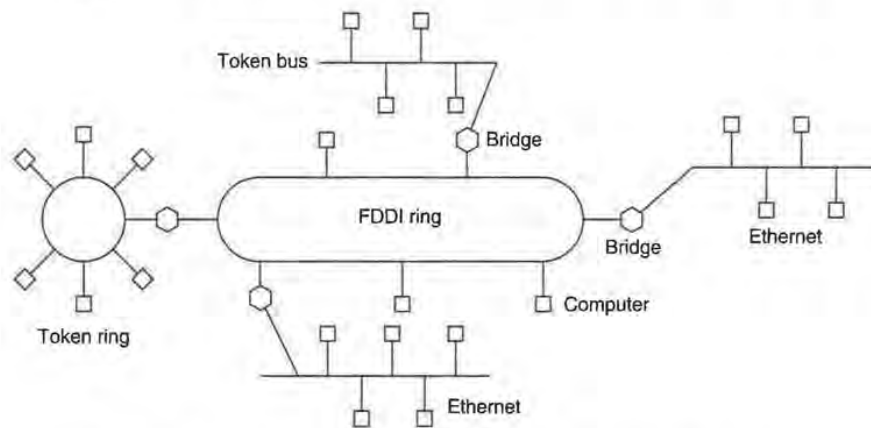 Token bus
Bridge
FDDI ring
Bridge
Ethernet
Computer
Token ring
Ethernet